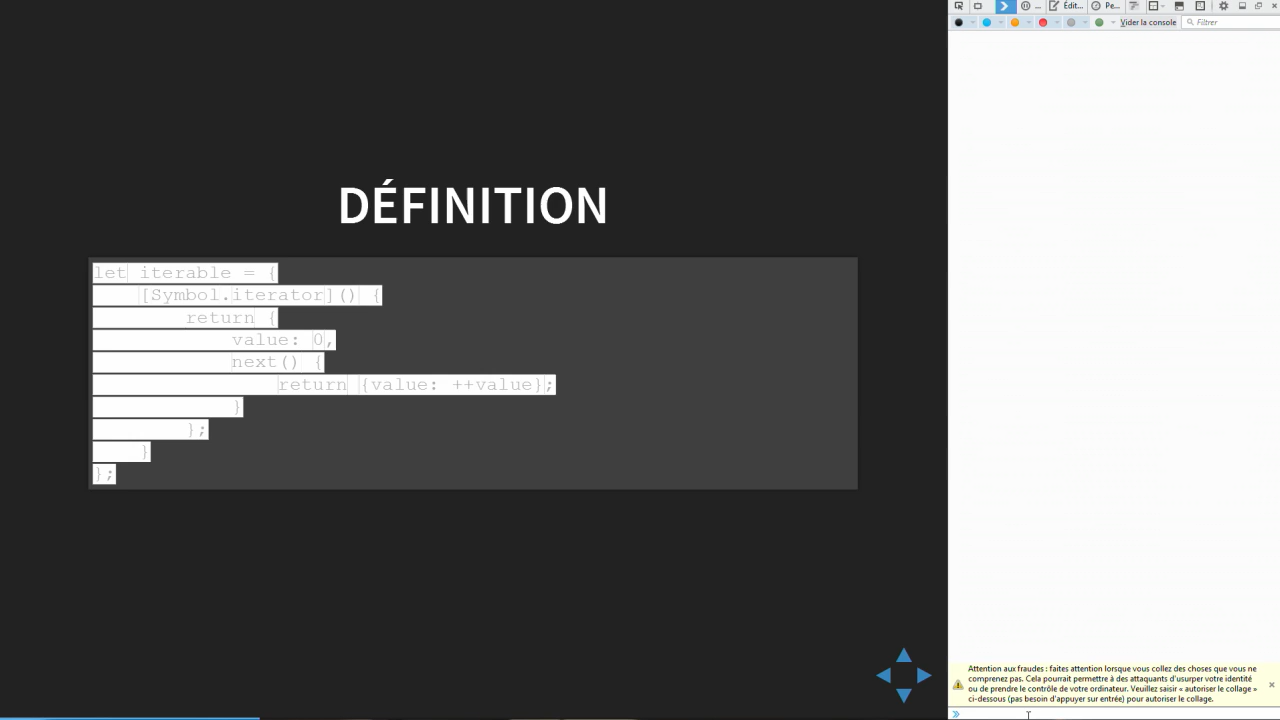 Édit...
Pe...
Vider la console
Filtrer
DÉFINITION
let iterable = {
    [Symbol.iterator]() {
        return {
            value: 0,
            next() {
                return {value: ++value};
            }
        };
    }
};
Attention aux fraudes : faites attention lorsque vous collez des choses que vous ne
comprenez pas. Cela pourrait permettre à des attaquants d'usurper votre identité
ou de prendre le contrôle de votre ordinateur. Veuillez saisir « autoriser le collage »
ci-dessous (pas besoin d'appuyer sur entrée) pour autoriser le collage.